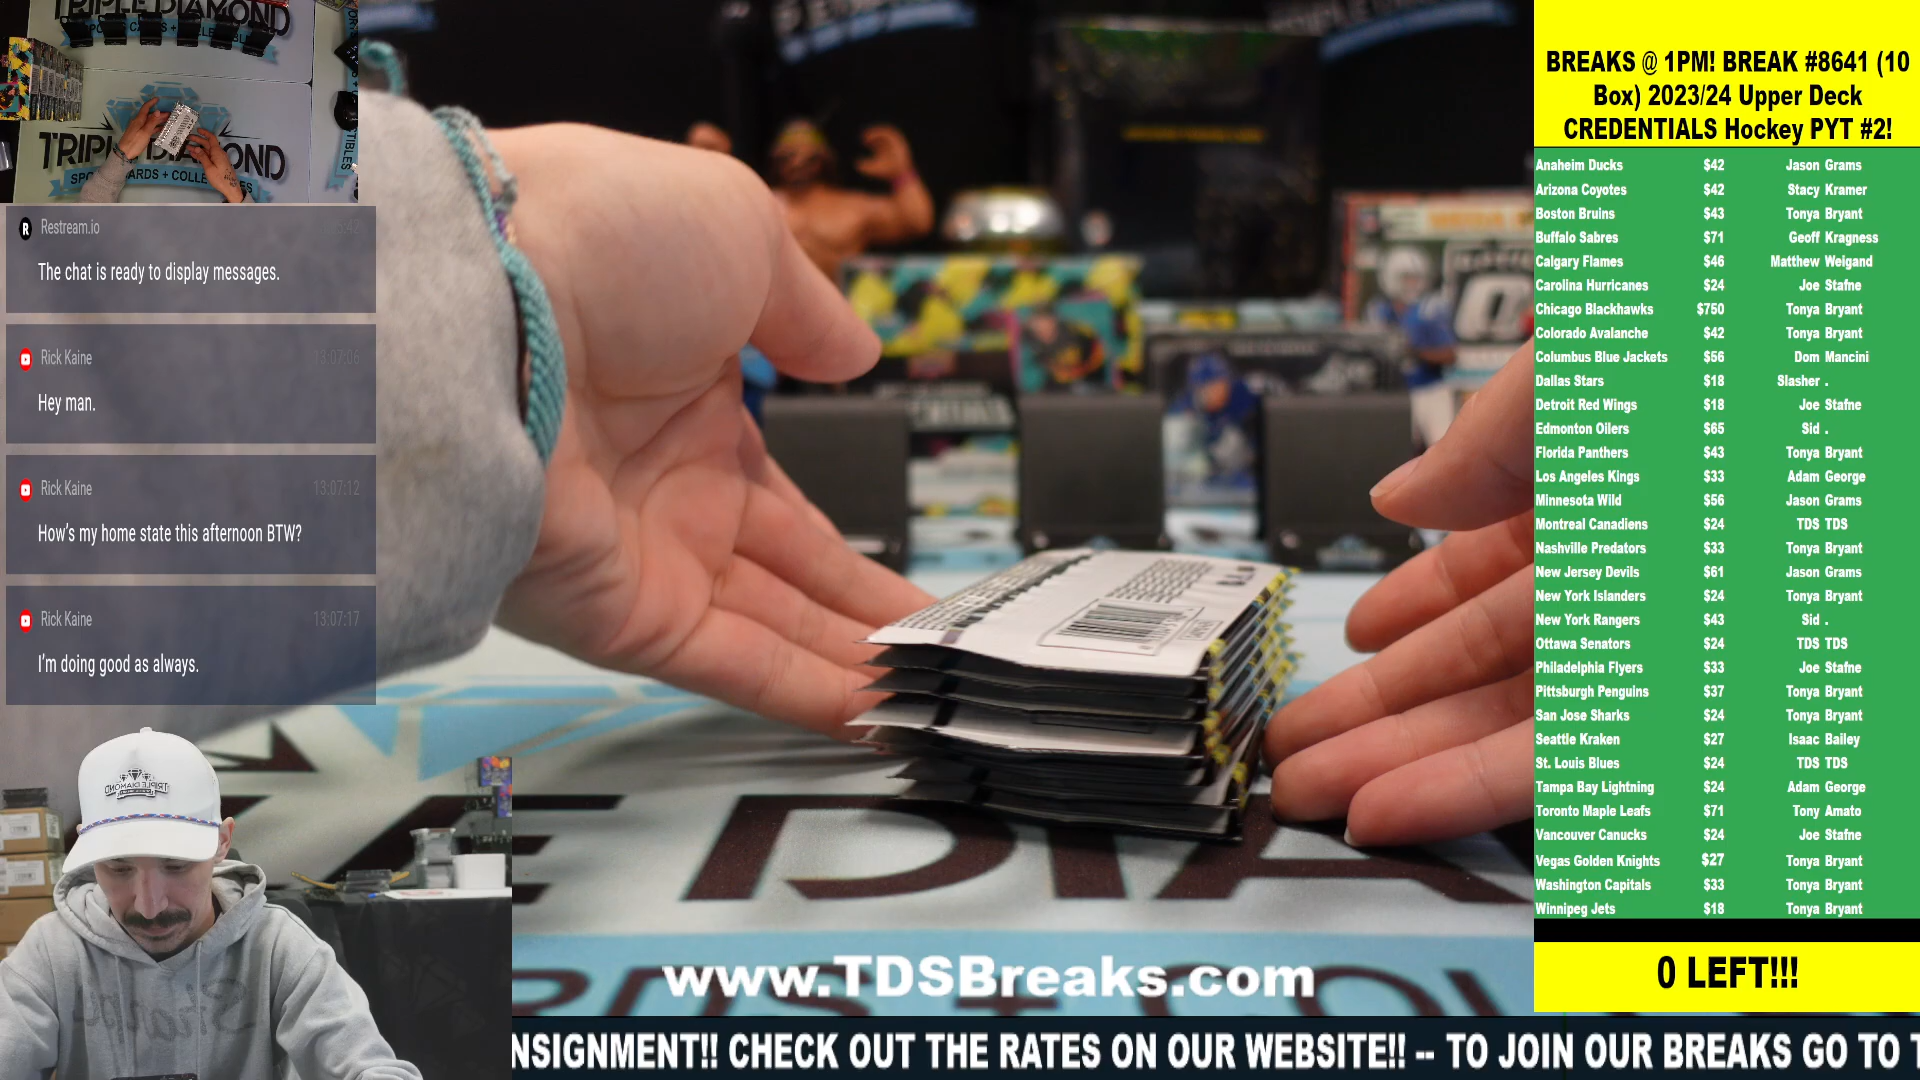 TRIPLE DIAMOND
TRIPLE DIAMOND
Restream.io
The chat is ready to display messages.
Rick Kaine 13:07:06
Hey man.
Rick Kaine 13:07:12
How's my home state this afternoon BTW?
Rick Kaine 13:07:17
I'm doing good as always.
BREAKS @ 1PM! BREAK #8641 (10
Box) 2023/24 Upper Deck
CREDENTIALS Hockey PYT #2!
Anaheim Ducks $42 Jason Grams
Arizona Coyotes $42 Stacy Kramer
Boston Bruins $43 Tonya Bryant
Buffalo Sabres $71 Geoff Kragness
Calgary Flames $46 Matthew Weigand
Carolina Hurricanes $24 Joe Stafne
Chicago Blackhawks $750 Tonya Bryant
Colorado Avalanche $42 Tonya Bryant
Columbus Blue Jackets $56 Dom Mancini
Dallas Stars $18 Slasher .
Detroit Red Wings $18 Joe Stafne
Edmonton Oilers $65 Sid .
Florida Panthers $43 Tonya Bryant
Los Angeles Kings $33 Adam George
Minnesota Wild $56 Jason Grams
Montreal Canadiens $24 TDS TDS
Nashville Predators $33 Tonya Bryant
New Jersey Devils $61 Jason Grams
New York Islanders $24 Tonya Bryant
New York Rangers $43 Sid .
Ottawa Senators $24 TDS TDS
Philadelphia Flyers $33 Joe Stafne
Pittsburgh Penguins $37 Tonya Bryant
San Jose Sharks $24 Tonya Bryant
Seattle Kraken $27 Isaac Bailey
St. Louis Blues $24 TDS TDS
Tampa Bay Lightning $24 Adam George
Toronto Maple Leafs $71 Tony Amato
Vancouver Canucks $24 Joe Stafne
Vegas Golden Knights $27 Tonya Bryant
Washington Capitals $33 Tonya Bryant
Winnipeg Jets $18 Tonya Bryant
0 LEFT!!!
www.TDSBreaks.com
NSIGNMENT!! CHECK OUT THE RATES ON OUR WEBSITE!! -- TO JOIN OUR BREAKS GO TO T